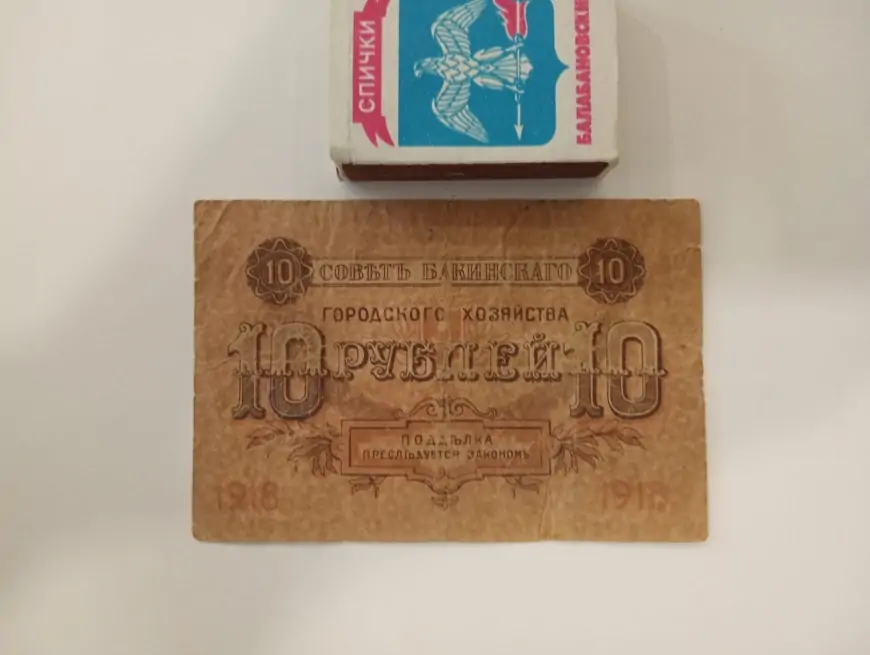 СПИЧКИ
БАЛАБАНОВСКИ
10 СОВѢТЪ БАКИНСКАГО 10
ГОРОДСКОГО ХОЗЯЙСТВА
10 РУБЛЕЙ 10
ПОДДѢЛКА
ПРЕСЛѢДУЕТСЯ ЗАКОНОМЪ
1918 1918